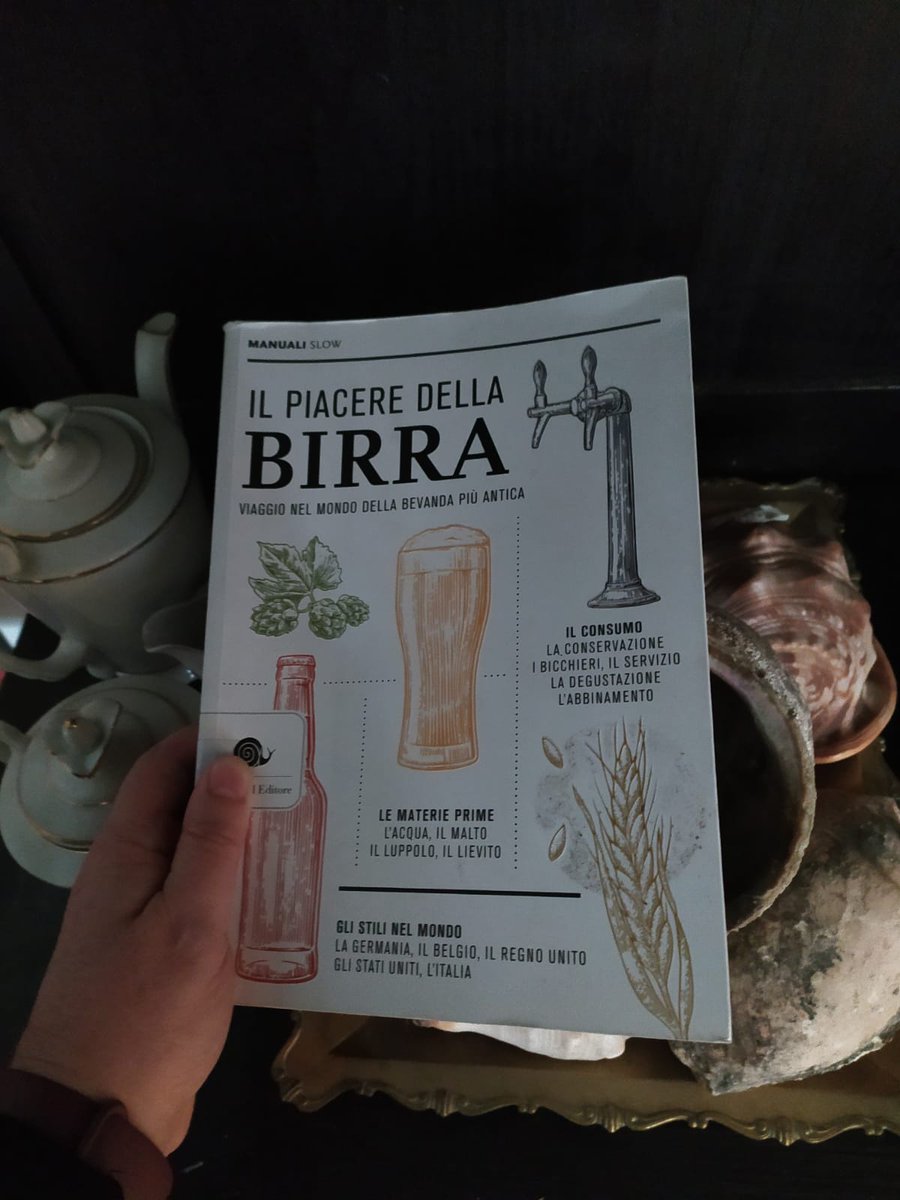 MANUALI SLOW
IL PIACERE DELLA
BIRRA
VIAGGIO NEL MONDO DELLA BEVANDA PIÙ ANTICA
IL CONSUMO
LA CONSERVAZIONE
I BICCHIERI, IL SERVIZIO
LA DEGUSTAZIONE
L'ABBINAMENTO
Editore
LE MATERIE PRIME
L'ACQUA, IL MALTO
IL LUPPOLO, IL LIEVITO
GLI STILI NEL MONDO
LA GERMANIA, IL BELGIO, IL REGNO UNITO
GLI STATI UNITI, L'ITALIA